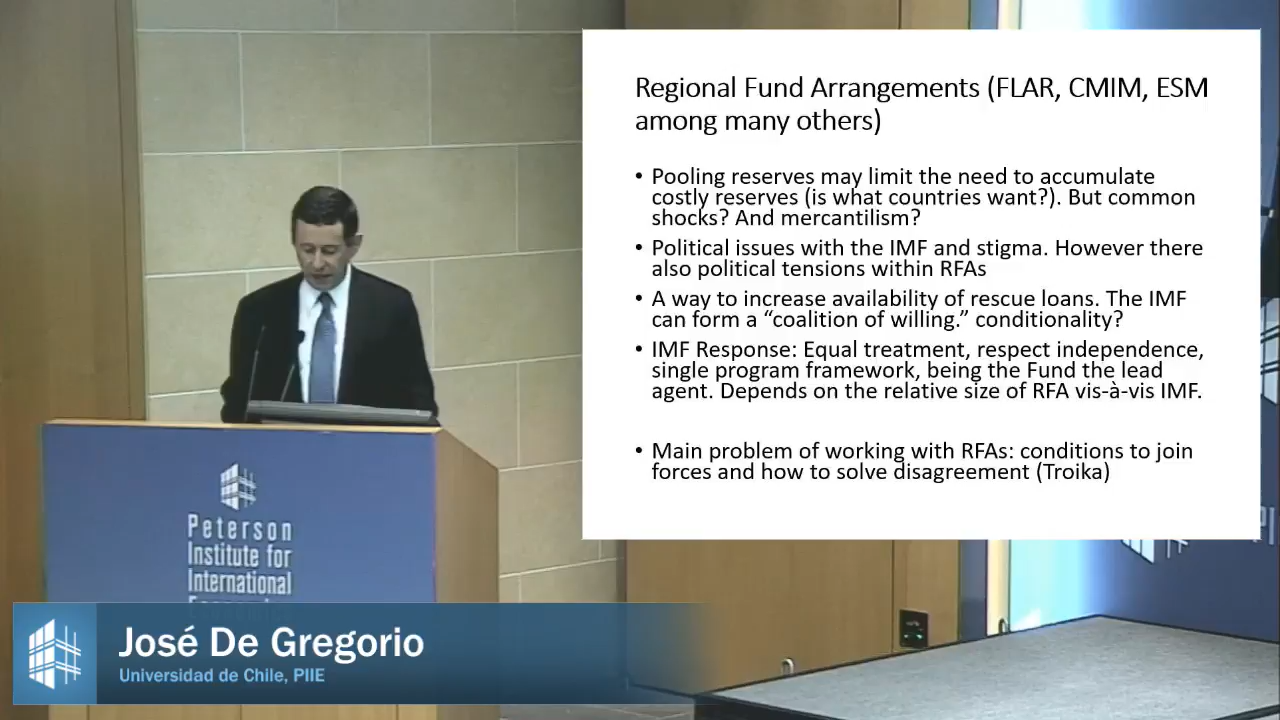 Regional Fund Arrangements (FLAR, CMIM, ESM
among many others)
• Pooling reserves may limit the need to accumulate
costly reserves (is what countries want?). But common
shocks? And mercantilism?
• Political issues with the IMF and stigma. However there
also political tensions within RFAs
• A way to increase availability of rescue loans. The IMF
can form a “coalition of willing.” conditionality?
• IMF Response: Equal treatment, respect independence,
single program framework, being the Fund the lead
agent. Depends on the relative size of RFA vis-à-vis IMF.
• Main problem of working with RFAs: conditions to join
forces and how to solve disagreement (Troika)
Peterson
Institute for
International
José De Gregorio
Universidad de Chile, PIIE